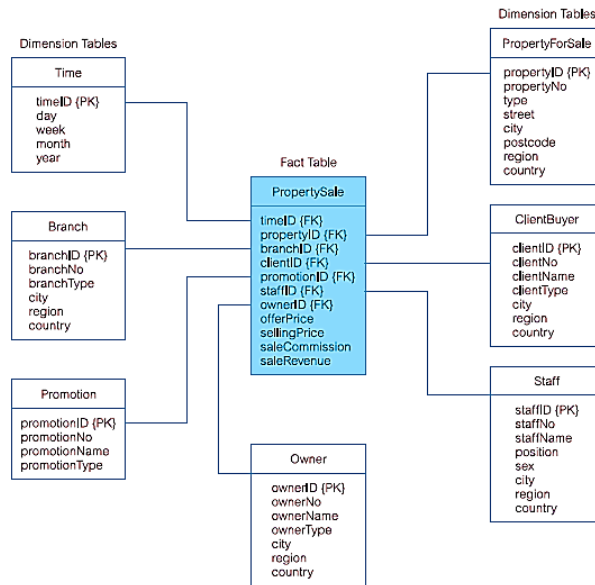 Dimension Tables
Time
timeID {PK}
day
week
month
year
Branch
branchID {PK}
branchNo
branchType
city
region
country
Promotion
promotionID {PK}
promotionNo
promotionName
promotionType
Fact Table
PropertySale
timeID {FK}
propertyID {FK}
branchID {FK}
clientID {FK}
promotionID {FK}
staffID {FK}
ownerID {FK}
offerPrice
sellingPrice
saleCommission
saleRevenue
Owner
ownerID {PK}
ownerNo
ownerName
ownerType
city
region
country
Dimension Tables
PropertyForSale
propertyID {PK}
propertyNo
type
street
city
postcode
region
country
ClientBuyer
clientID {PK}
clientNo
clientName
clientType
city
region
country
Staff
staffID {PK}
staffNo
staffName
position
sex
city
region
country